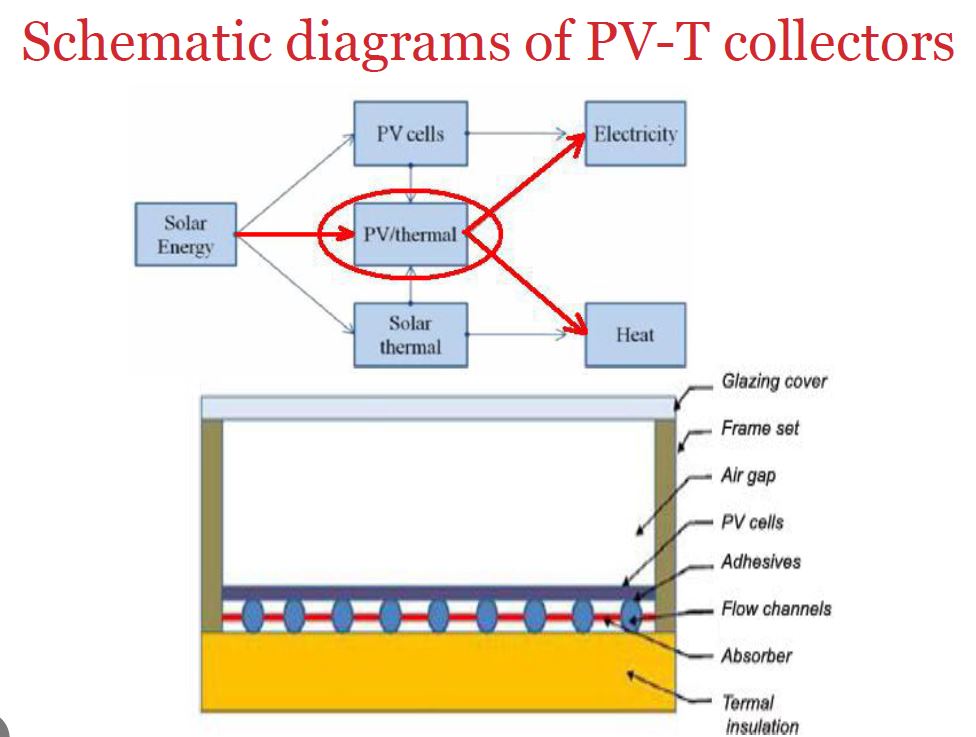 Schematic diagrams of PV-T collectors
PV cells
Electricity
Solar
Energy
PV/thermal
Solar
thermal
Heat
Glazing cover
Frame set
Air gap
PV cells
Adhesives
Flow channels
Absorber
Termal
insulation